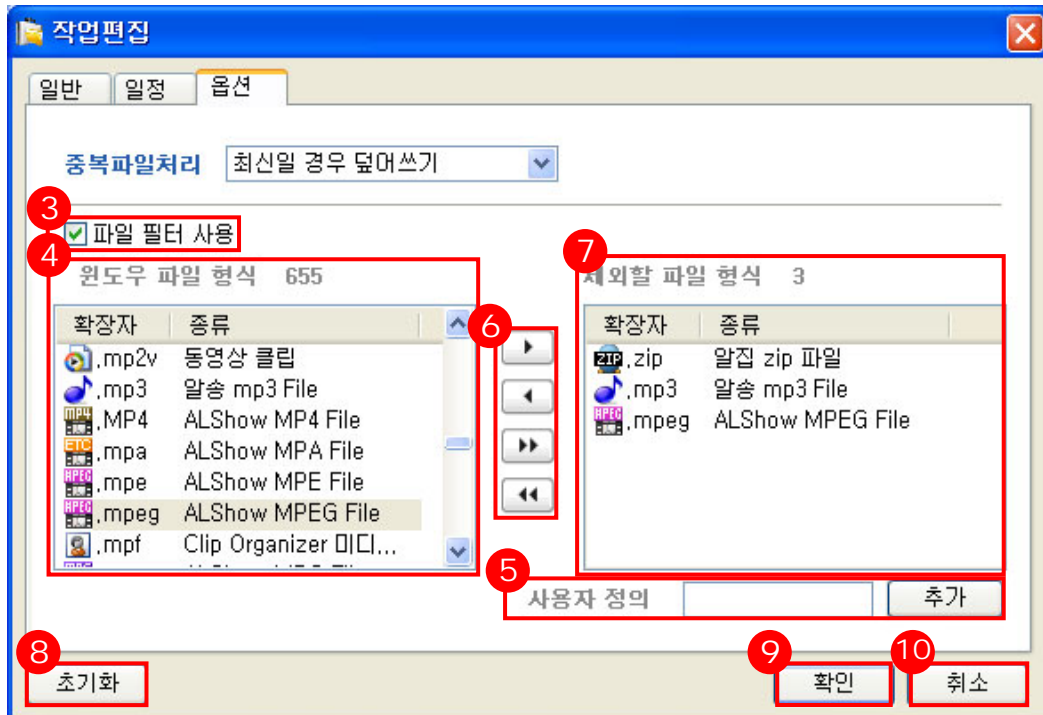 작업편집
일반 일정 옵션
중복파일처리 최신일 경우 덮어쓰기
3
파일 필터 사용
4 7
윈도우 파일 형식 655 제외할 파일 형식 3
6
확장자 종류 확장자 종류
.mp2v 동영상 클립 ZIP .zip 알집 zip 파일
.mp3 알송 mp3 File .mp3 알송 mp3 File
MP4 .MP4 ALShow MP4 File MPEG .mpeg ALShow MPEG File
ETC .mpa ALShow MPA File
MPEG .mpe ALShow MPE File
MPEG .mpeg ALShow MPEG File
.mpf Clip Organizer 미디...
5
사용자 정의 추가
8 9 10
초기화 확인 취소